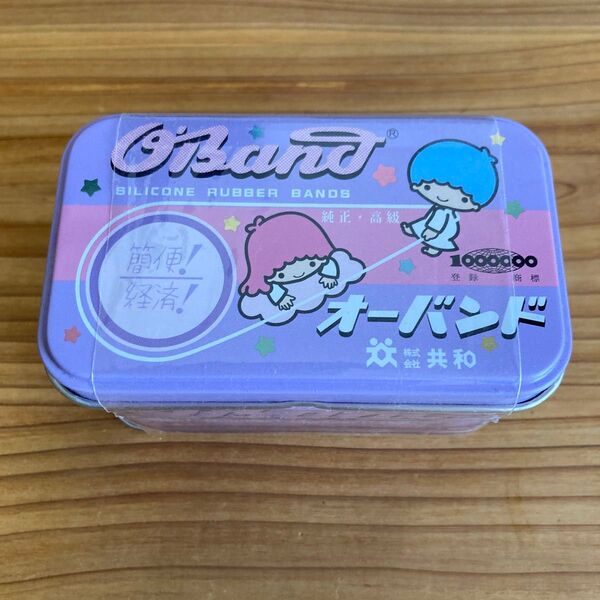 O'Band®
SILICONE RUBBER BANDS
純正・高級
簡便!
経済!
1000000
登録 商標
オーバンド
株式
会社 共和